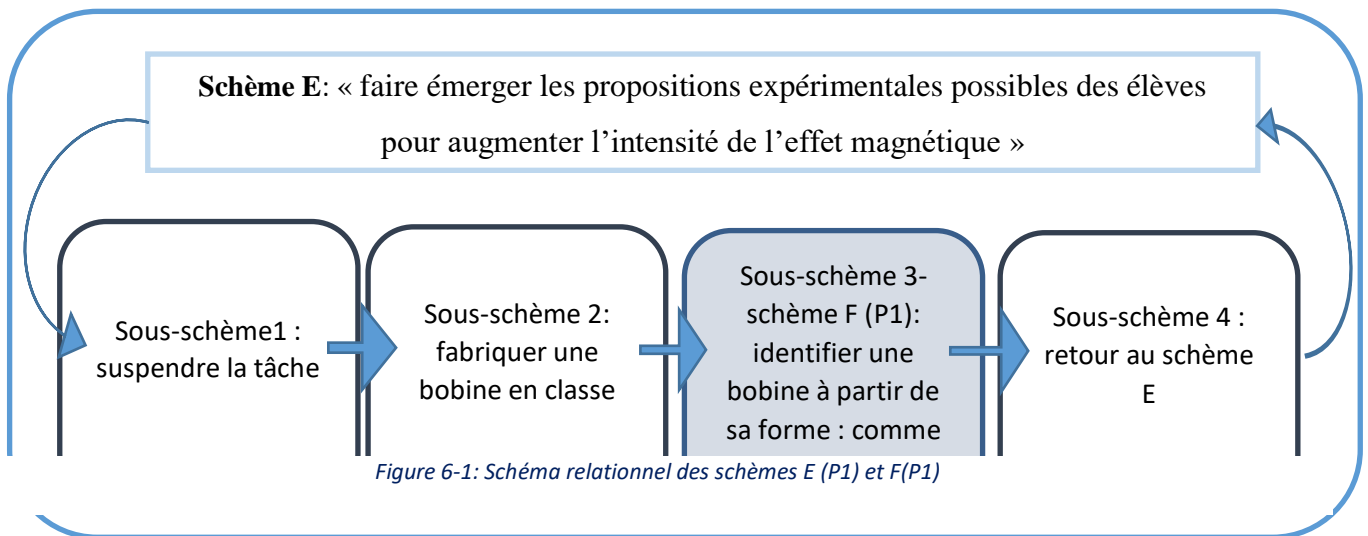 Schème E: « faire émerger les propositions expérimentales possibles des élèves
pour augmenter l’intensité de l’effet magnétique »
Sous-schème1 :
suspendre la tâche
Sous-schème 2:
fabriquer une
bobine en classe
Sous-schème 3-
schème F (P1):
identifier une
bobine à partir de
sa forme : comme
Sous-schème 4 :
retour au schème
E
Figure 6-1: Schéma relationnel des schèmes E (P1) et F(P1)